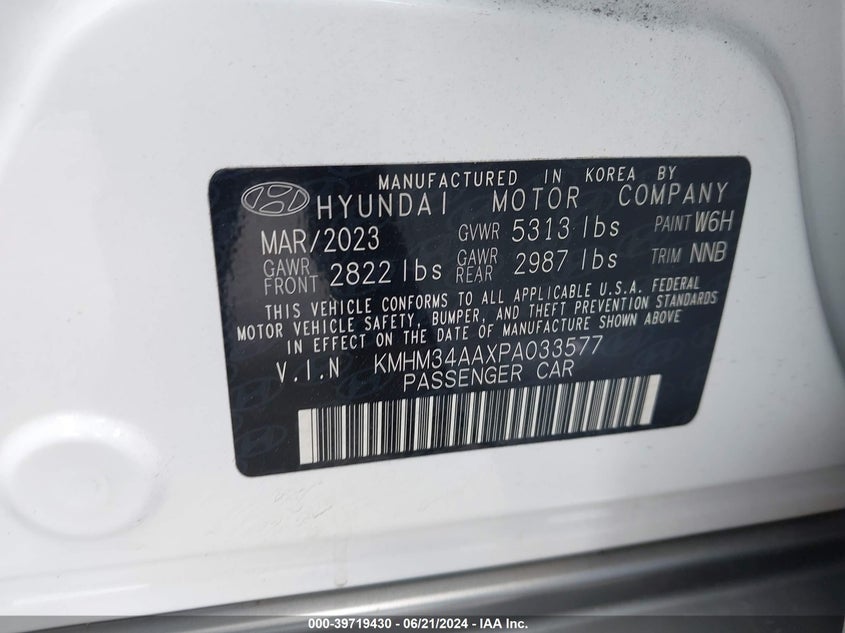 MANUFACTURED IN KOREA BY
HYUNDAI MOTOR COMPANY
MAR/2023 GVWR 5313 lbs PAINT W6H
GAWR FRONT 2822 lbs GAWR REAR 2987 lbs TRIM NNB
THIS VEHICLE CONFORMS TO ALL APPLICABLE U.S.A. FEDERAL
MOTOR VEHICLE SAFETY, BUMPER, AND THEFT PREVENTION STANDARDS
IN EFFECT ON THE DATE OF MANUFACTURE SHOWN ABOVE
V.I.N KMHM34AAXPA033577
PASSENGER CAR
000-39719430 - 06/21/2024 - IAA Inc.